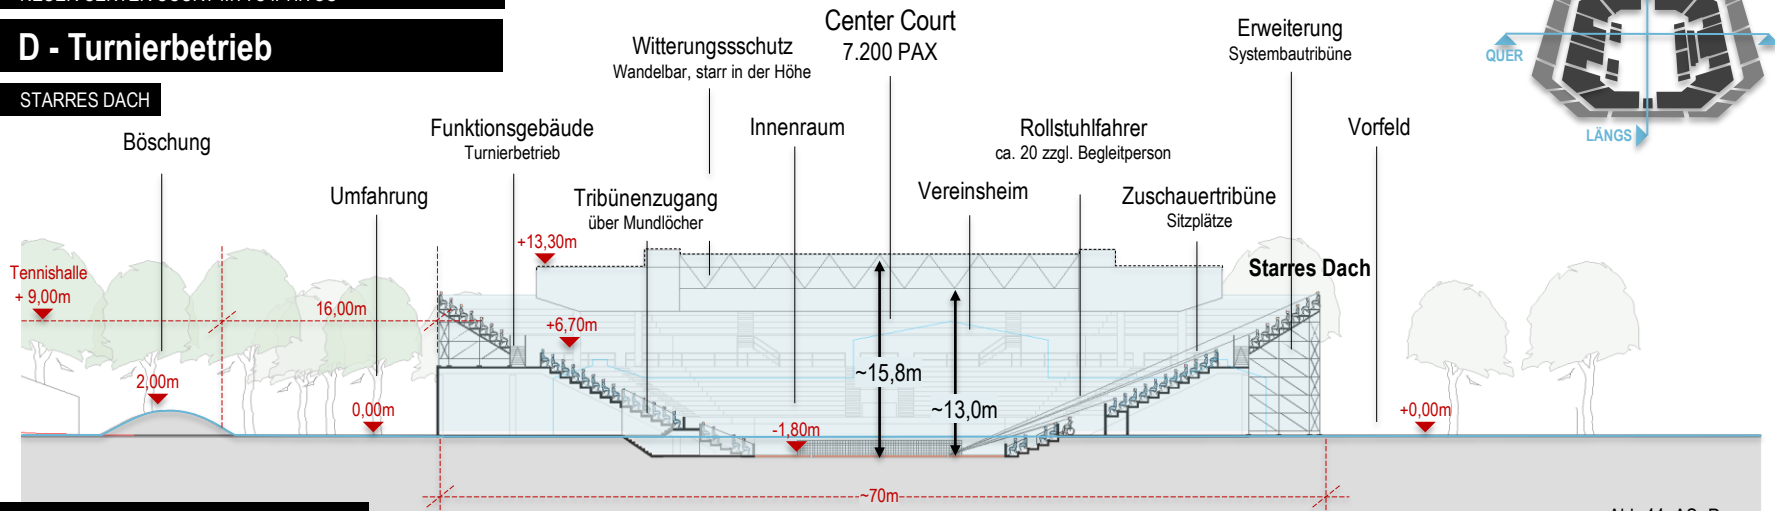 D - Turnierbetrieb
STARRES DACH
Center Court
7.200 PAX
Witterungssschutz
Wandelbar, starr in der Höhe
Erweiterung
Systembautribüne
QUER
LÄNGS
Böschung
Funktionsgebäude
Turnierbetrieb
Innenraum
Rollstuhlfahrer
ca. 20 zzgl. Begleitperson
Vorfeld
Umfahrung
Tribünenzugang
über Mundlöcher
Vereinsheim
Zuschauertribüne
Sitzplätze
+13,30m
Tennishalle
+ 9,00m
Starres Dach
16,00m
+6,70m
~15,8m
2,00m
0,00m
~13,0m
+0,00m
-1,80m
~70m